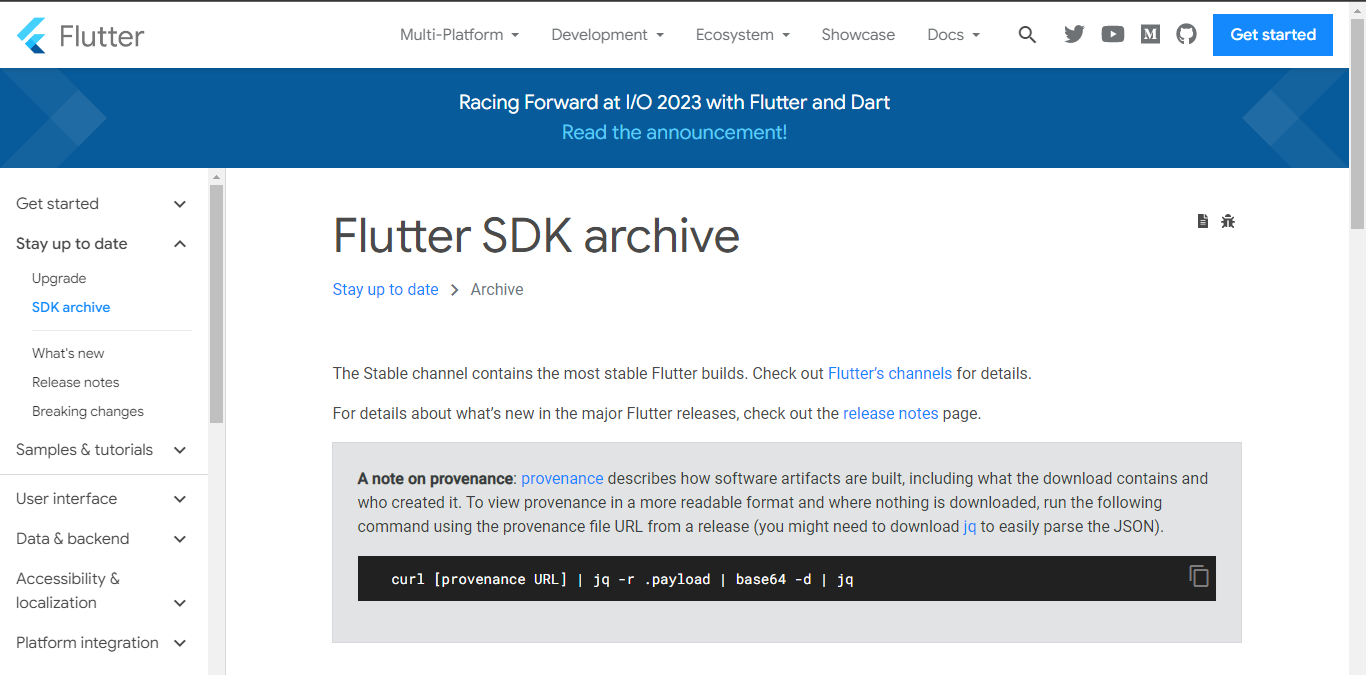 Flutter
Multi-Platform
Development
Ecosystem
Showcase
Docs
M
Get started
Racing Forward at I/O 2023 with Flutter and Dart
Read the announcement!
Get started
Stay up to date
Upgrade
SDK archive
What's new
Release notes
Breaking changes
Samples & tutorials
User interface
Data & backend
Accessibility &
localization
Platform integration
Flutter SDK archive
Stay up to date > Archive
The Stable channel contains the most stable Flutter builds. Check out Flutter’s channels for details.
For details about what’s new in the major Flutter releases, check out the release notes page.
A note on provenance: provenance describes how software artifacts are built, including what the download contains and
who created it. To view provenance in a more readable format and where nothing is downloaded, run the following
command using the provenance file URL from a release (you might need to download jq to easily parse the JSON).
curl [provenance URL] | jq -r .payload | base64 -d | jq